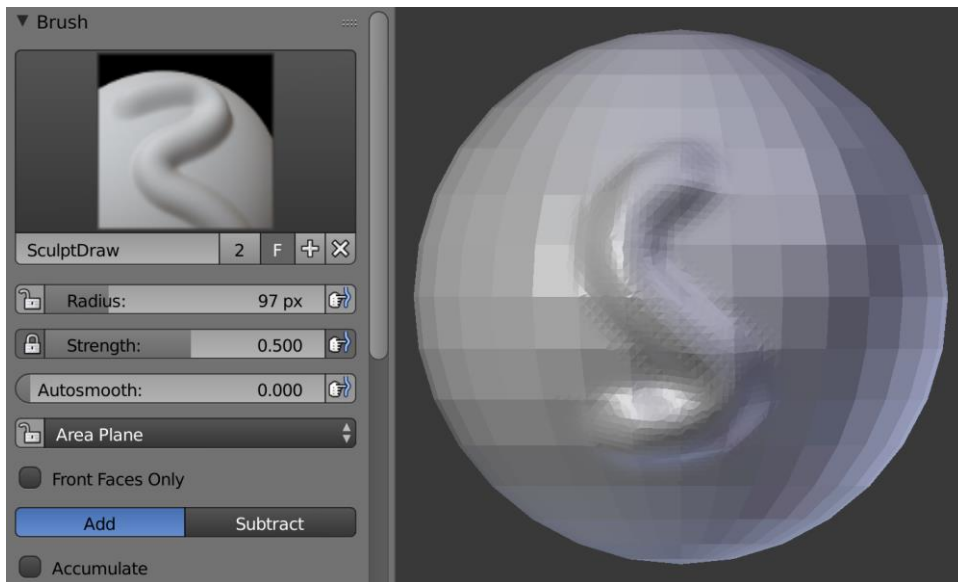 Brush
SculptDraw 2 F
Radius: 97 px
Strength: 0.500
Autosmooth: 0.000
Area Plane
Front Faces Only
Add Subtract
Accumulate